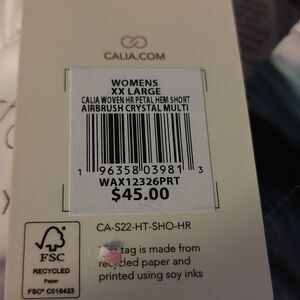 CALIA.COM
WOMENS
XX LARGE
CALIA WOVEN HR PETAL HEM SHORT
AIRBRUSH CRYSTAL MULTI
1 96358 03981 3
WAX12326PRT
$45.00
CA-S22-HT-SHO-HR
FSC
RECYCLED
Paper
FSC® C016423
tag is made from
recycled paper and
printed using soy inks